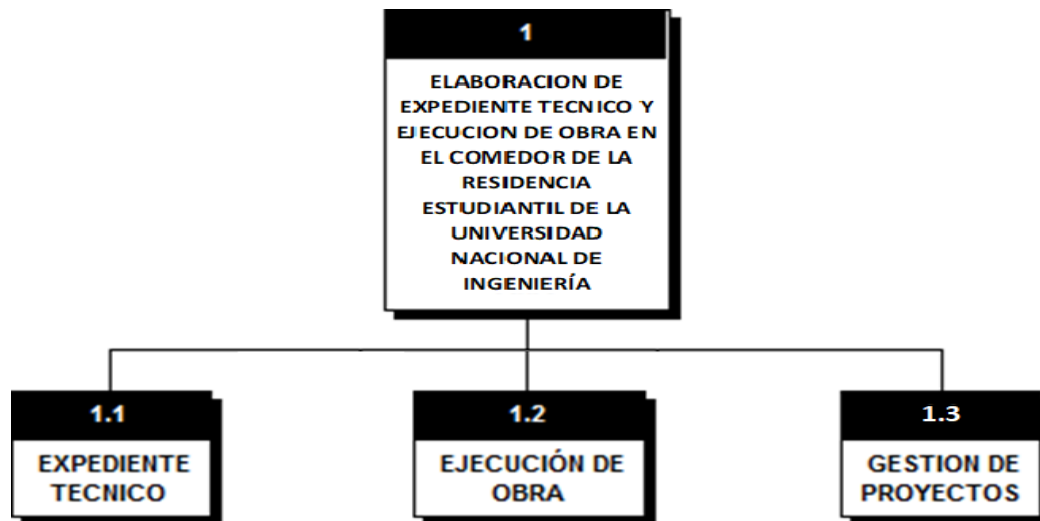 1
ELABORACION DE
EXPEDIENTE TECNICO Y
EJECUCION DE OBRA EN
EL COMEDOR DE LA
RESIDENCIA
ESTUDIANTIL DE LA
UNIVERSIDAD
NACIONAL DE
INGENIERÍA
1.1
EXPEDIENTE
TECNICO
1.2
EJECUCIÓN DE
OBRA
1.3
GESTION DE
PROYECTOS